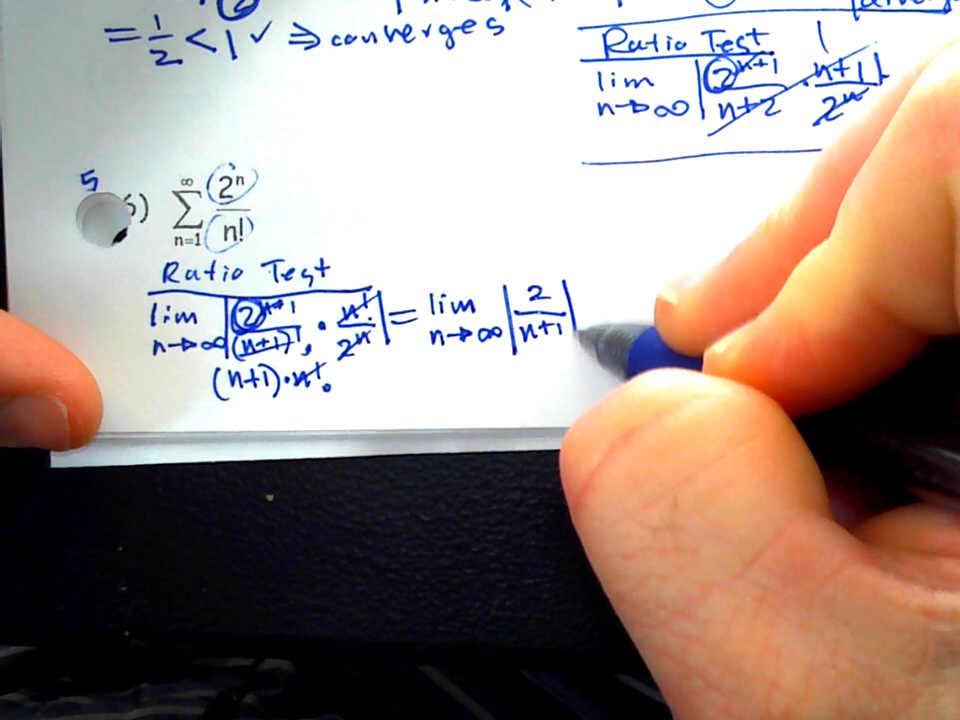 = 1/2 < 1 ✓ ⇒ converges
Ratio Test
lim n→∞ | 2^(n+1)/(n+2) · (n+1)/2^n |
5
6) ∑ n=1 ∞ 2^n/n!
Ratio Test
lim n→∞ | 2^(n+1)/(n+1)! · n!/2^n | = lim n→∞ | 2/(n+1) |
(n+1)·n!